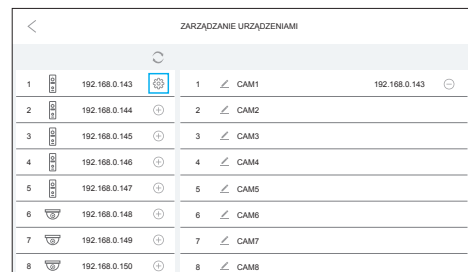 ZARZĄDZANIE URZĄDZENIAMI
1 192.168.0.143 1 CAM1 192.168.0.143
2 192.168.0.144 2 CAM2
3 192.168.0.145 3 CAM3
4 192.168.0.146 4 CAM4
5 192.168.0.147 5 CAM5
6 192.168.0.148 6 CAM6
7 192.168.0.149 7 CAM7
8 192.168.0.150 8 CAM8